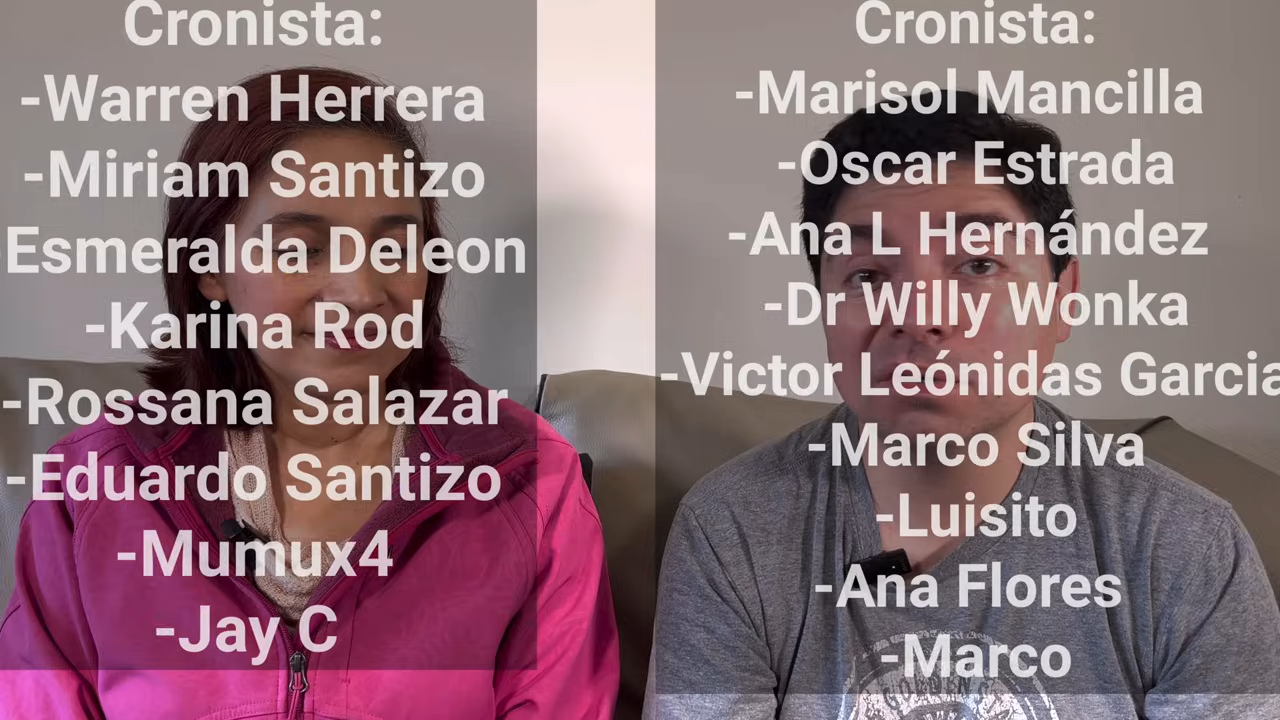 Cronista:
-Warren Herrera
-Miriam Santizo
-Esmeralda Deleon
-Karina Rod
-Rossana Salazar
-Eduardo Santizo
-Mumux4
-Jay C
Cronista:
-Marisol Mancilla
-Oscar Estrada
-Ana L Hernández
-Dr Willy Wonka
-Victor Leónidas Garcia
-Marco Silva
-Luisito
-Ana Flores
-Marco